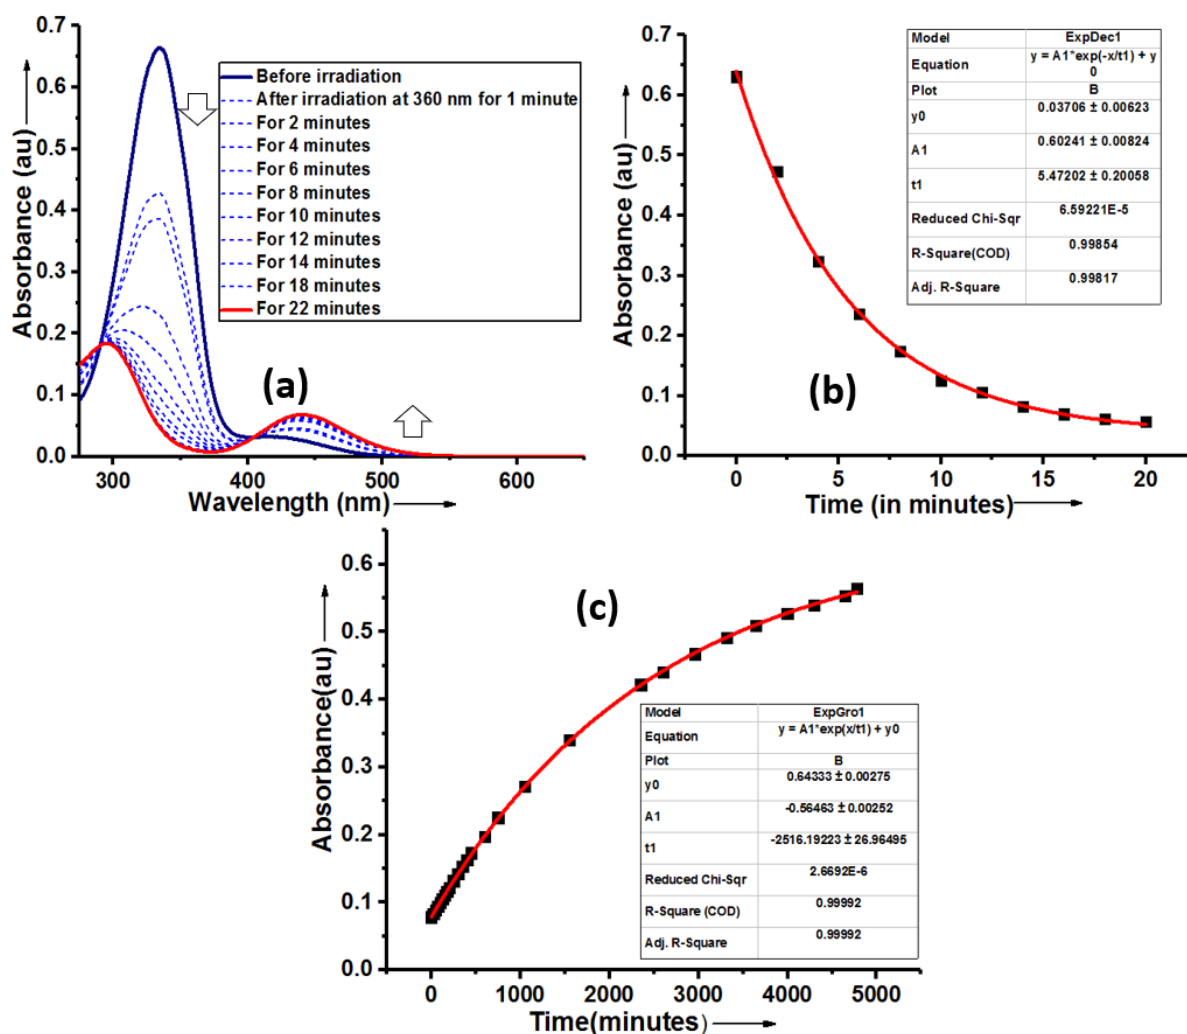 0.7
0.6
0.5
0.4
0.3
0.2
0.1
0.0
Absorbance (au)
300
400
500
600
Wavelength (nm)
Before irradiation
After irradiation at 360 nm for 1 minute
For 2 minutes
For 4 minutes
For 6 minutes
For 8 minutes
For 10 minutes
For 12 minutes
For 14 minutes
For 18 minutes
For 22 minutes
(a)
0.7
0.6
0.5
0.4
0.3
0.2
0.1
0.0
Absorbance (au)
0
5
10
15
20
Time (in minutes)
Model ExpDec1
Equation y = A1*exp(-x/t1) + y
0
Plot B
y0 0.03706 ± 0.00623
A1 0.60241 ± 0.00824
t1 5.47202 ± 0.20058
Reduced Chi-Sqr 6.59221E-5
R-Square(COD) 0.99854
Adj. R-Square 0.99817
(b)
0.6
0.5
0.4
0.3
0.2
0.1
0.0
Absorbance(au)
0
1000
2000
3000
4000
5000
Time(minutes)
(c)
Model ExpGro1
Equation y = A1*exp(x/t1) + y0
Plot B
y0 0.64333 ± 0.00275
A1 -0.56463 ± 0.00252
t1 -2516.19223 ± 26.96495
Reduced Chi-Sqr 2.6692E-6
R-Square (COD) 0.99992
Adj. R-Square 0.99992